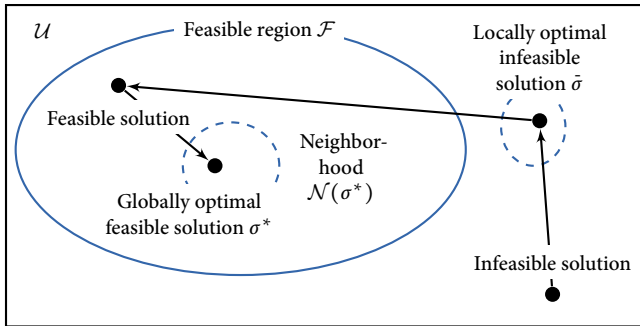 𝒰
Feasible region ℱ
Locally optimal
infeasible
solution σ̄
Feasible solution
Neighbor-
hood
𝒩(σ*)
Globally optimal
feasible solution σ*
Infeasible solution